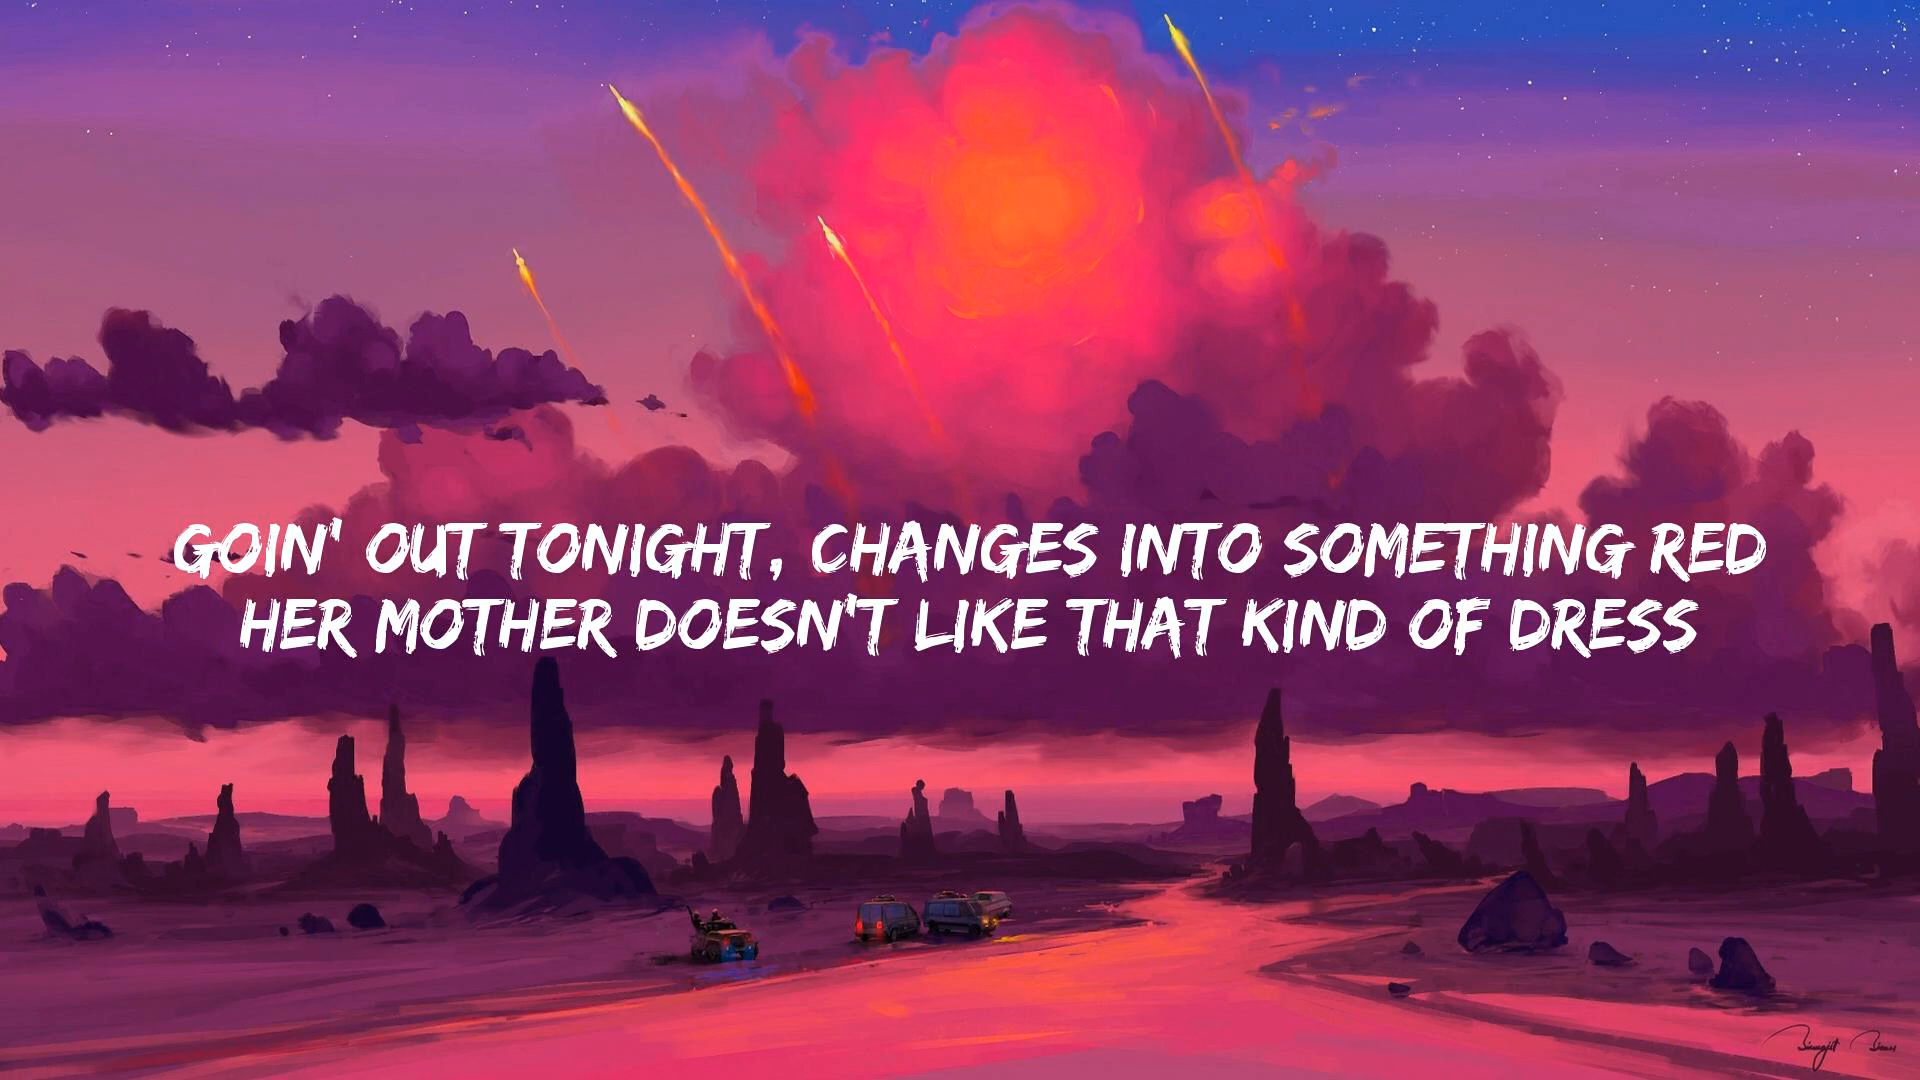 GOIN' OUT TONIGHT, CHANGES INTO SOMETHING RED
HER MOTHER DOESN'T LIKE THAT KIND OF DRESS